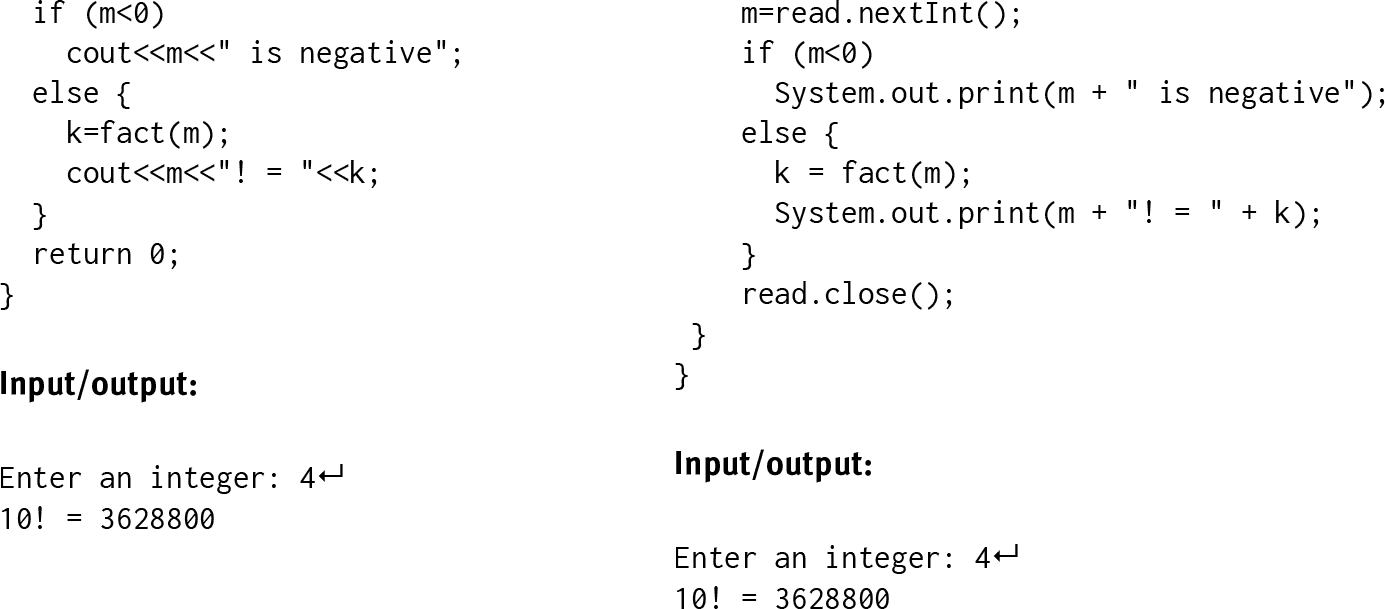 if (m<0)
    cout<<m<<" is negative";
  else {
    k=fact(m);
    cout<<m<<"! = "<<k;
  }
  return 0;
}
Input/output:
Enter an integer: 4↵
10! = 3628800
    m=read.nextInt();
    if (m<0)
      System.out.print(m + " is negative");
    else {
      k = fact(m);
      System.out.print(m + "! = " + k);
    }
    read.close();
 }
}
Input/output:
Enter an integer: 4↵
10! = 3628800